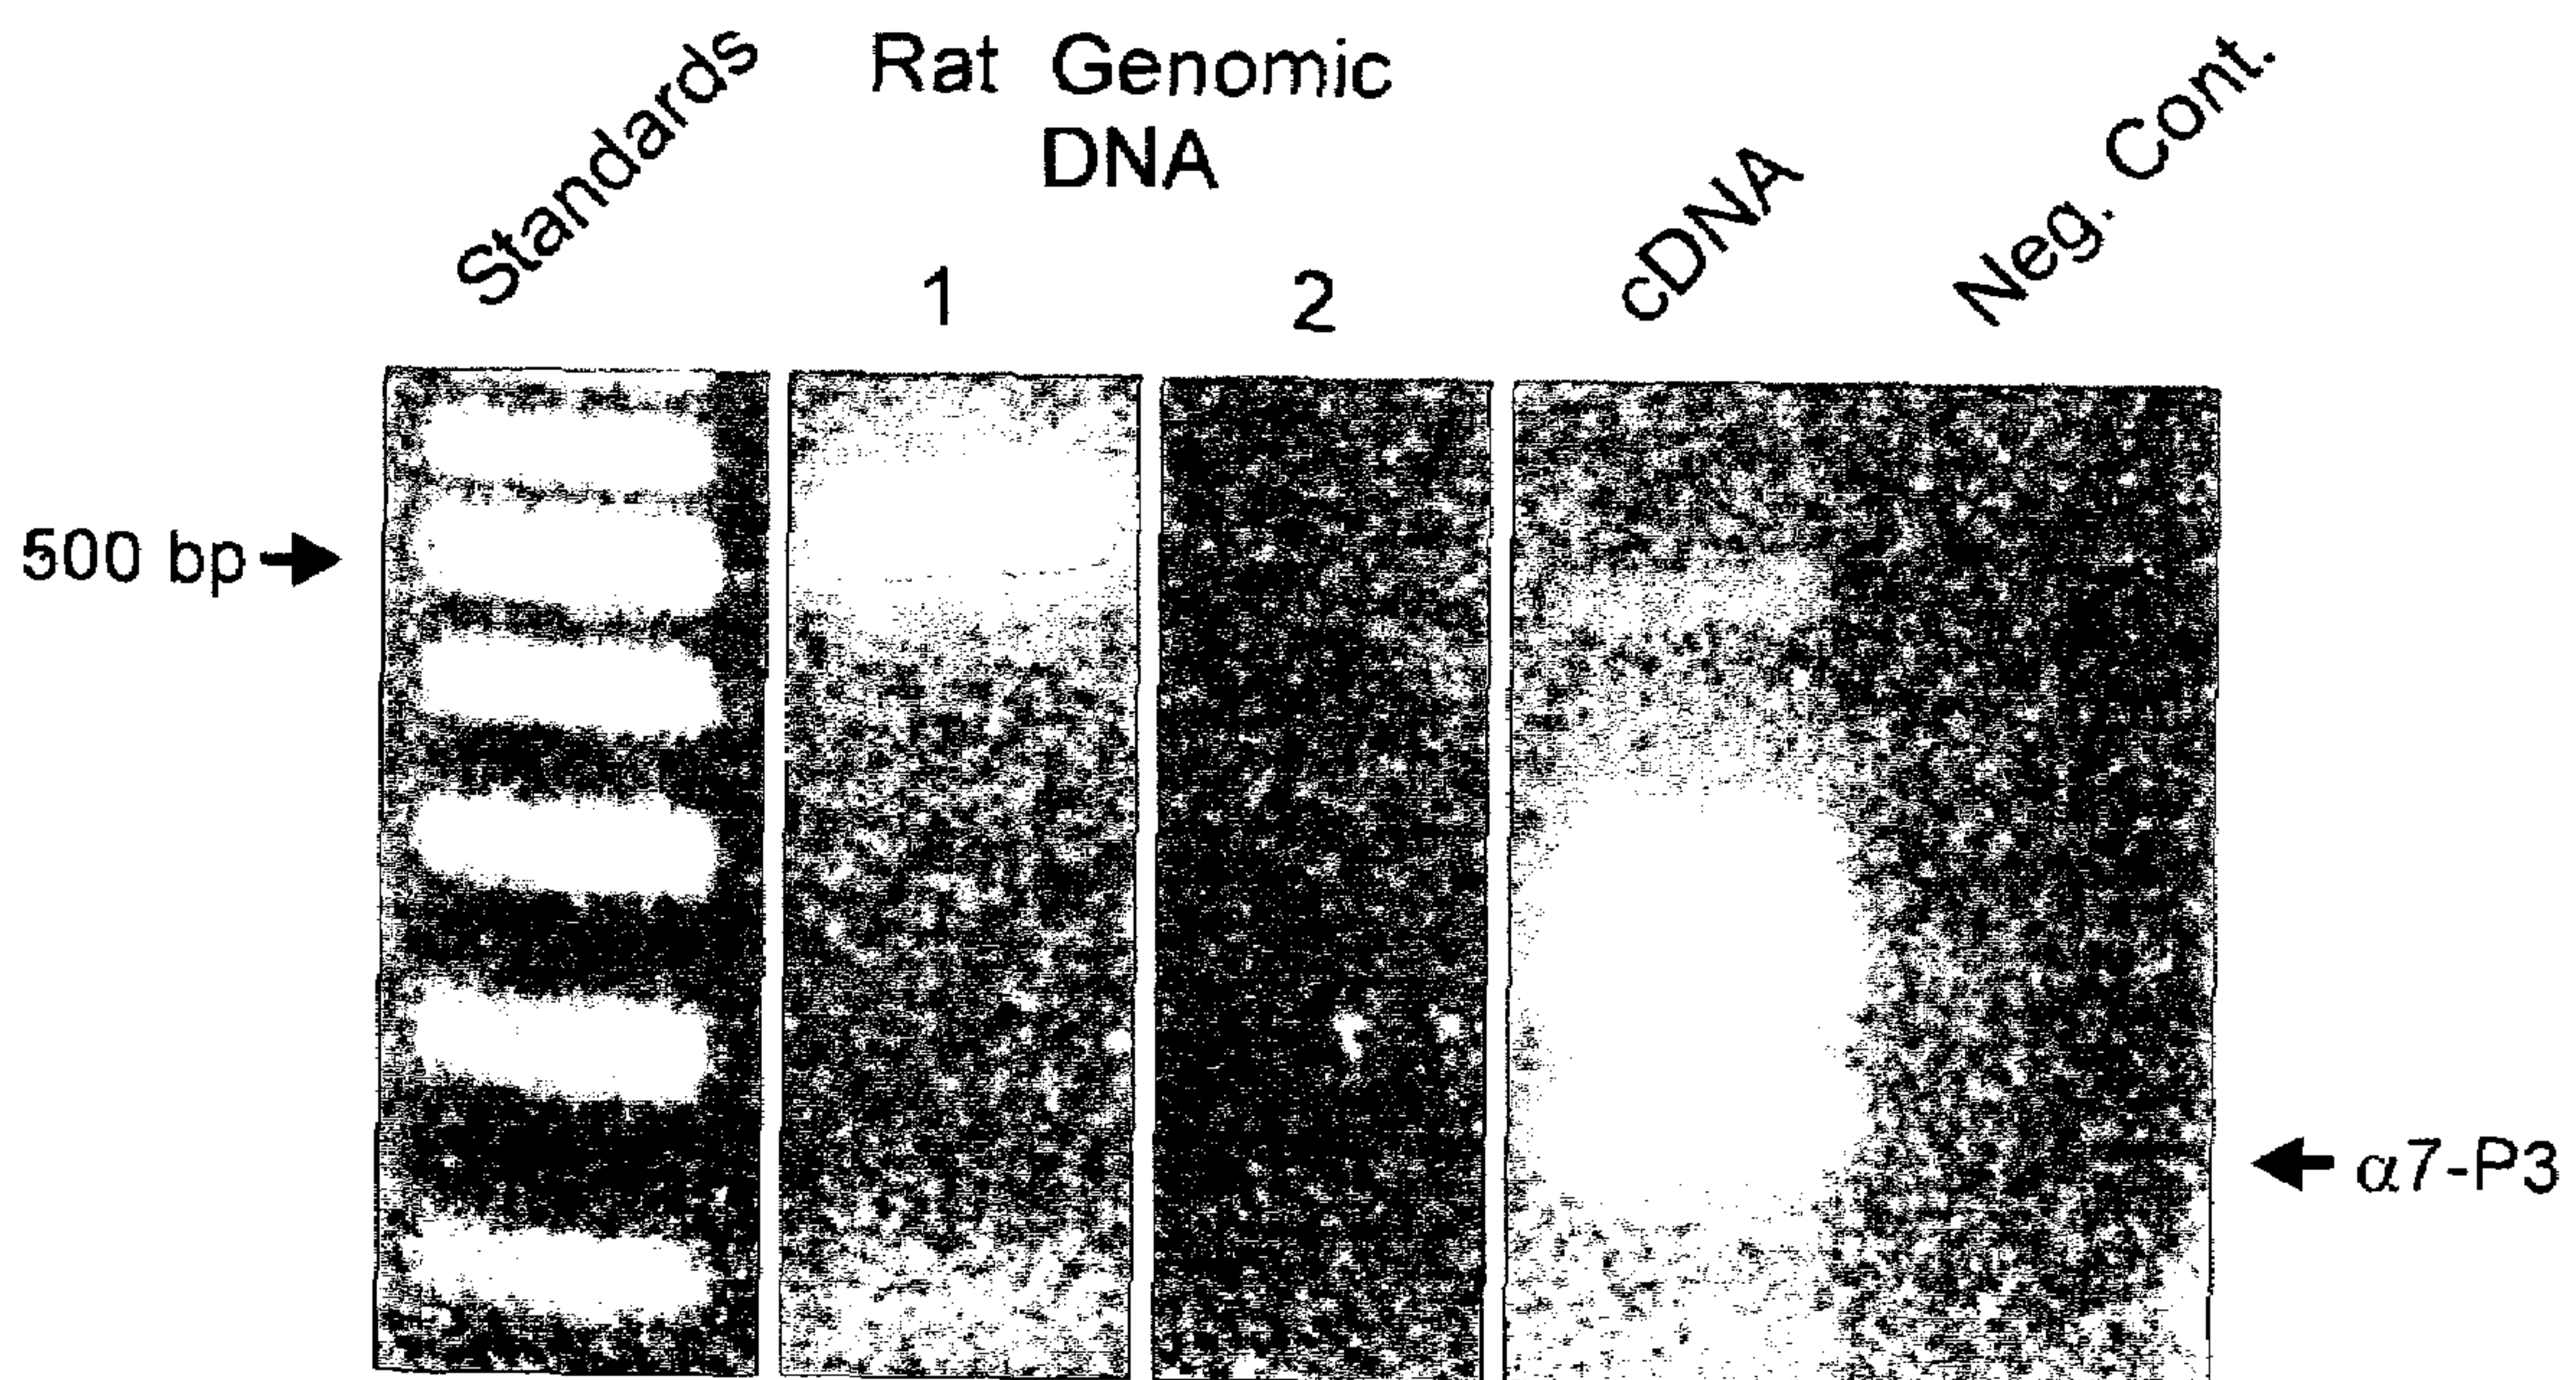 Standards
Rat Genomic
DNA
1
2
cDNA
Neg. Cont.
500 bp
α7-P3